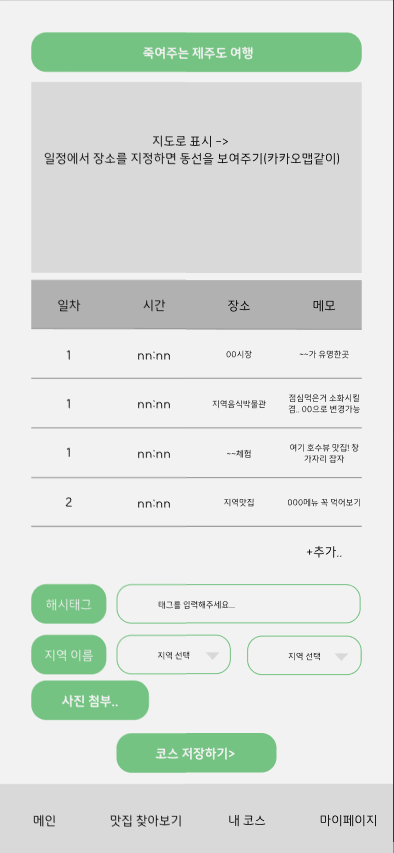 죽여주는 제주도 여행
지도로 표시 ->
일정에서 장소를 지정하면 동선을 보여주기(카카오맵같이)
일차 시간 장소 메모
1 nn:nn 00시장 ~~가 유명한곳
1 nn:nn 지역음식박물관 점심먹은거 소화시킬
겸.. 00으로 변경가능
1 nn:nn ~~체험 여기 호수뷰 맛집! 창
가자리 잡자
2 nn:nn 지역맛집 000메뉴 꼭 먹어보기
+추가..
해시태그 태그를 입력해주세요...
지역 이름 지역 선택 지역 선택
사진 첨부..
코스 저장하기>
메인 맛집 찾아보기 내 코스 마이페이지